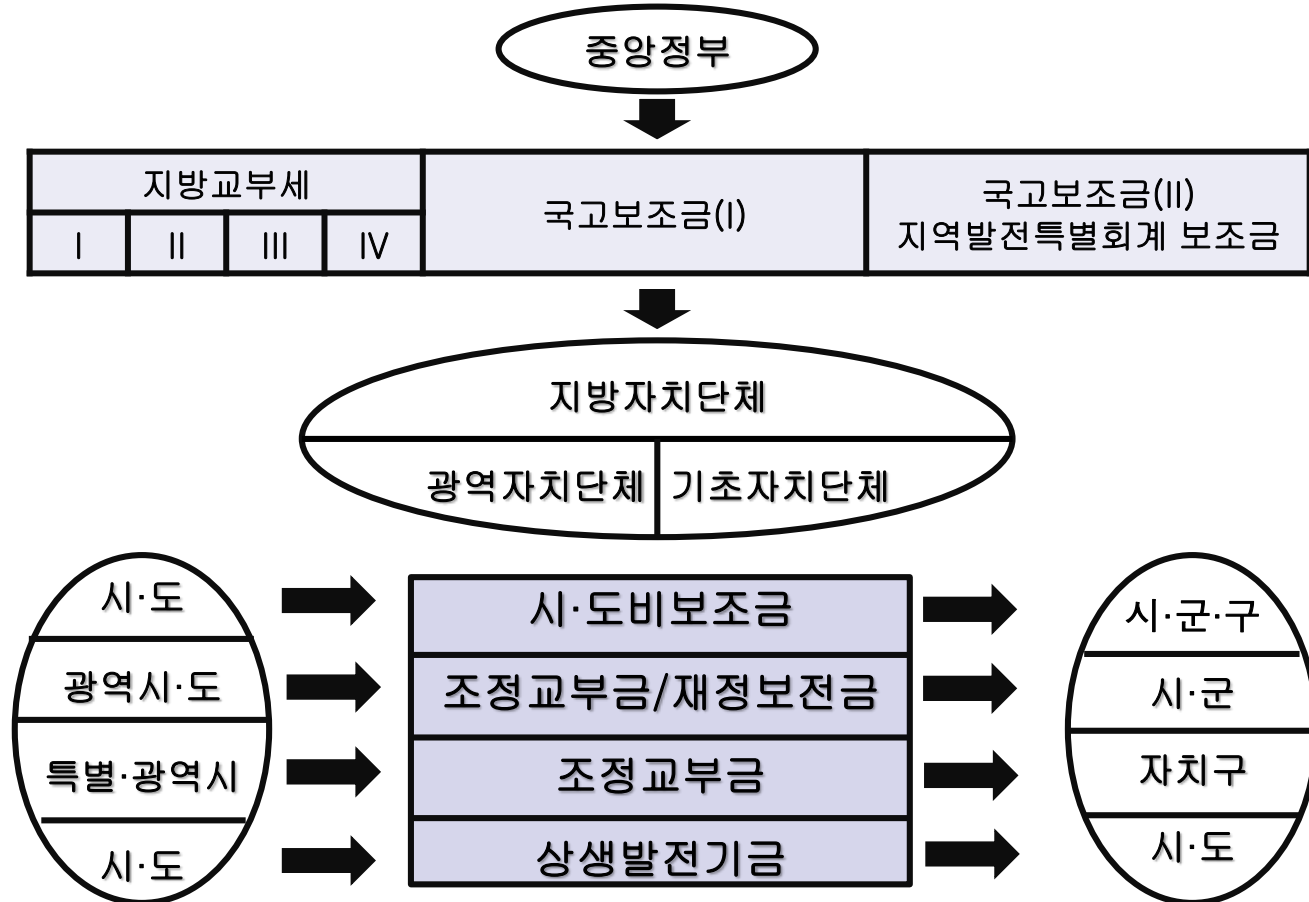 중앙정부
지방교부세
I II III IV
국고보조금(I)
국고보조금(II)
지역발전특별회계 보조금
지방자치단체
광역자치단체 기초자치단체
시·도 시·도비보조금 시·군·구
광역시·도 조정교부금/재정보전금 시·군
특별·광역시 조정교부금 자치구
시·도 상생발전기금 시·도